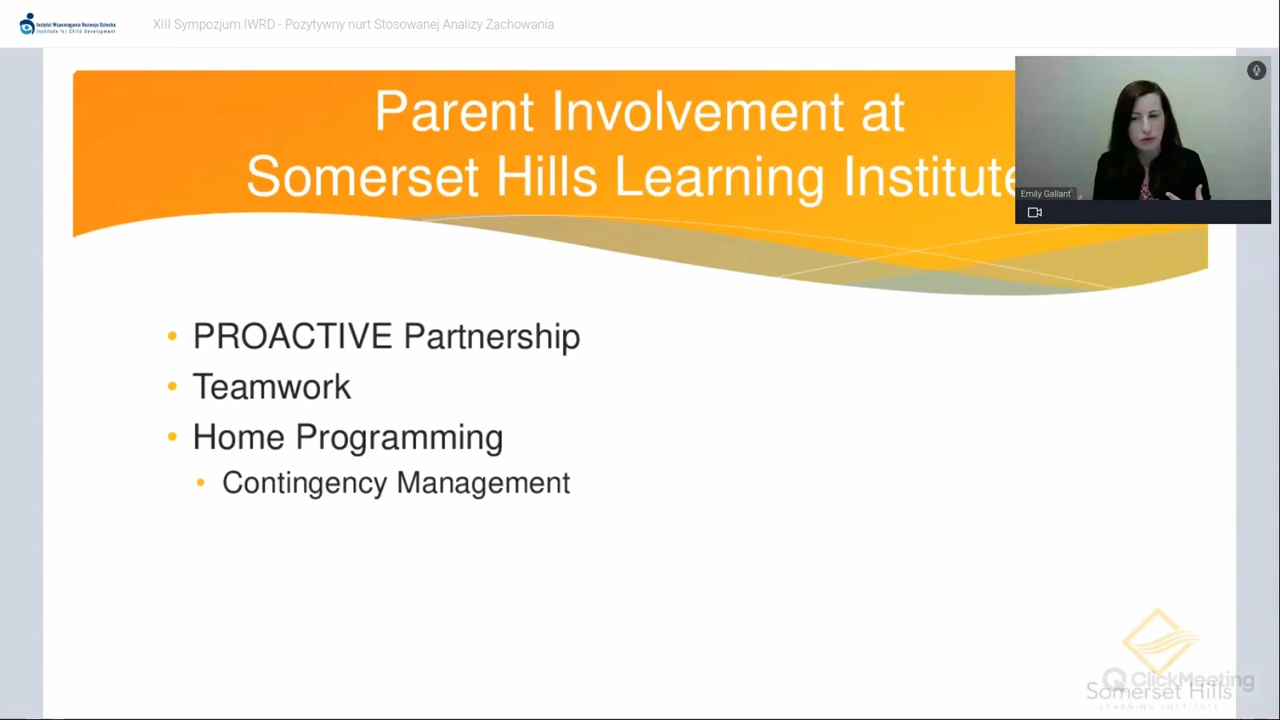 Instytut Wspomagania Rozwoju Dziecka
Institute for Child Development
XIII Sympozjum IWRD - Pozytywny nurt Stosowanej Analizy Zachowania
Parent Involvement at
Somerset Hills Learning Institute
Emily Gallant
• PROACTIVE Partnership
• Teamwork
• Home Programming
• Contingency Management
ClickMeeting
Somerset Hills
LEARNING INSTITUTE